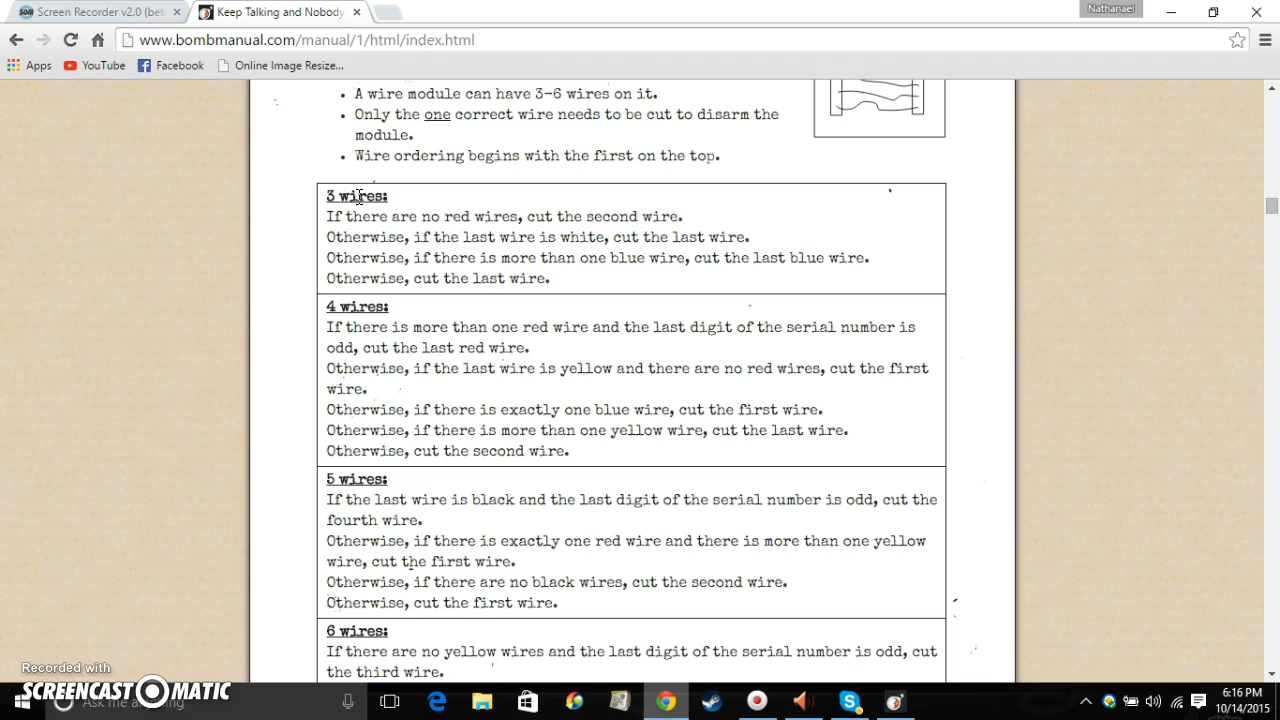 Screen Recorder v2.0 (bet
Keep Talking and Nobody
Nathanael
www.bombmanual.com/manual/1/html/index.html
Apps
YouTube
Facebook
Online Image Resize...
• A wire module can have 3-6 wires on it.
• Only the one correct wire needs to be cut to disarm the
module.
• Wire ordering begins with the first on the top.
3 wires:
If there are no red wires, cut the second wire.
Otherwise, if the last wire is white, cut the last wire.
Otherwise, if there is more than one blue wire, cut the last blue wire.
Otherwise, cut the last wire.
4 wires:
If there is more than one red wire and the last digit of the serial number is
odd, cut the last red wire.
Otherwise, if the last wire is yellow and there are no red wires, cut the first
wire.
Otherwise, if there is exactly one blue wire, cut the first wire.
Otherwise, if there is more than one yellow wire, cut the last wire.
Otherwise, cut the second wire.
5 wires:
If the last wire is black and the last digit of the serial number is odd, cut the
fourth wire.
Otherwise, if there is exactly one red wire and there is more than one yellow
wire, cut the first wire.
Otherwise, if there are no black wires, cut the second wire.
Otherwise, cut the first wire.
6 wires:
If there are no yellow wires and the last digit of the serial number is odd, cut
the third wire.
Recorded with
SCREENCAST-O-MATIC
Ask me anything
6:16 PM
10/14/2015